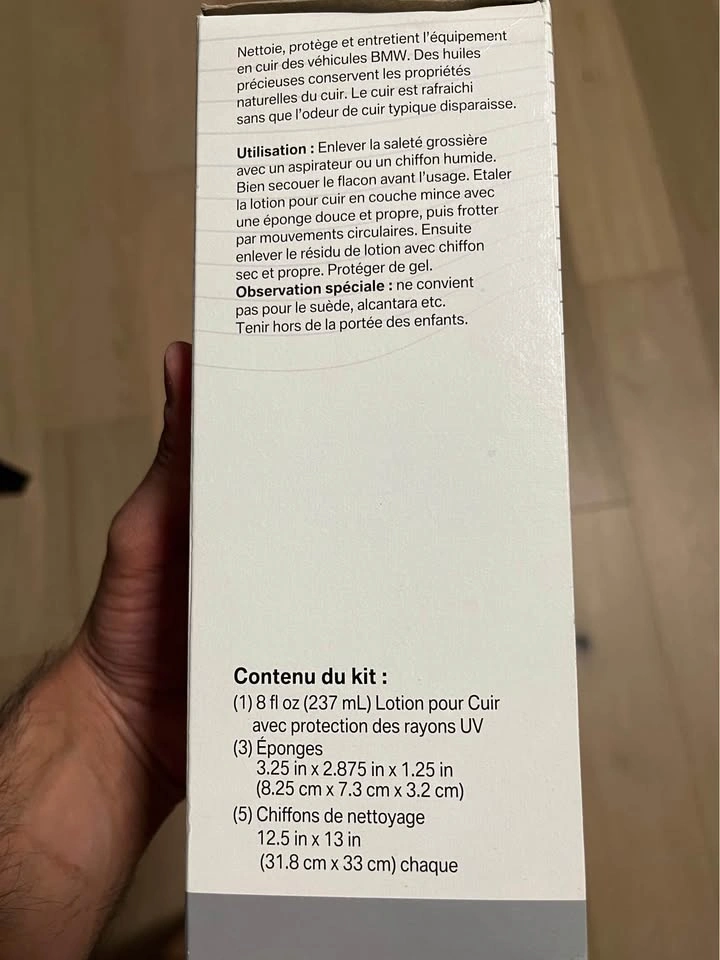 Nettoie, protège et entretient l'équipement
en cuir des véhicules BMW. Des huiles
précieuses conservent les propriétés
naturelles du cuir. Le cuir est rafraichi
sans que l'odeur de cuir typique disparaisse.
Utilisation : Enlever la saleté grossière
avec un aspirateur ou un chiffon humide.
Bien secouer le flacon avant l'usage. Etaler
la lotion pour cuir en couche mince avec
une éponge douce et propre, puis frotter
par mouvements circulaires. Ensuite
enlever le résidu de lotion avec chiffon
sec et propre. Protéger de gel.
Observation spéciale : ne convient
pas pour le suède, alcantara etc.
Tenir hors de la portée des enfants.
Contenu du kit :
(1) 8 fl oz (237 mL) Lotion pour Cuir
avec protection des rayons UV
(3) Éponges
3.25 in x 2.875 in x 1.25 in
(8.25 cm x 7.3 cm x 3.2 cm)
(5) Chiffons de nettoyage
12.5 in x 13 in
(31.8 cm x 33 cm) chaque